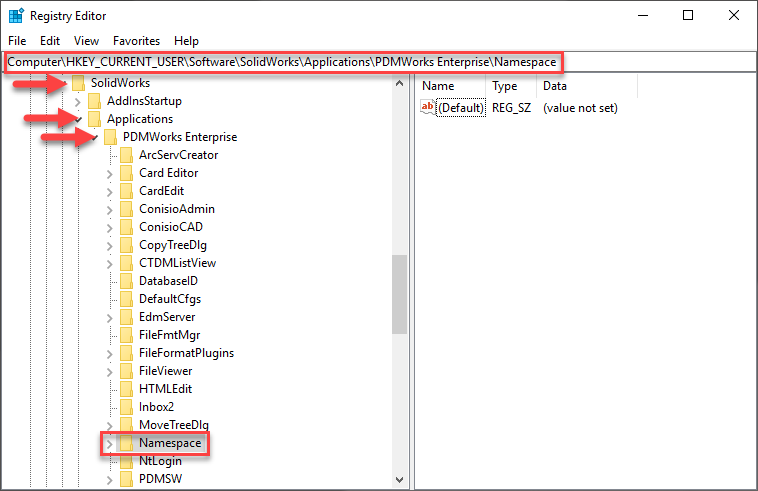 Registry Editor
File Edit View Favorites Help
Computer\HKEY_CURRENT_USER\Software\SolidWorks\Applications\PDMWorks Enterprise\Namespace
SolidWorks
AddInsStartup
Applications
PDMWorks Enterprise
ArcServCreator
Card Editor
CardEdit
ConisioAdmin
ConisioCAD
CopyTreeDlg
CTDMListView
DatabaseID
DefaultCfgs
EdmServer
FileFmtMgr
FileFormatPlugins
FileViewer
HTMLEdit
Inbox2
MoveTreeDlg
Namespace
NtLogin
PDMSW
Name Type Data
ab (Default) REG_SZ (value not set)